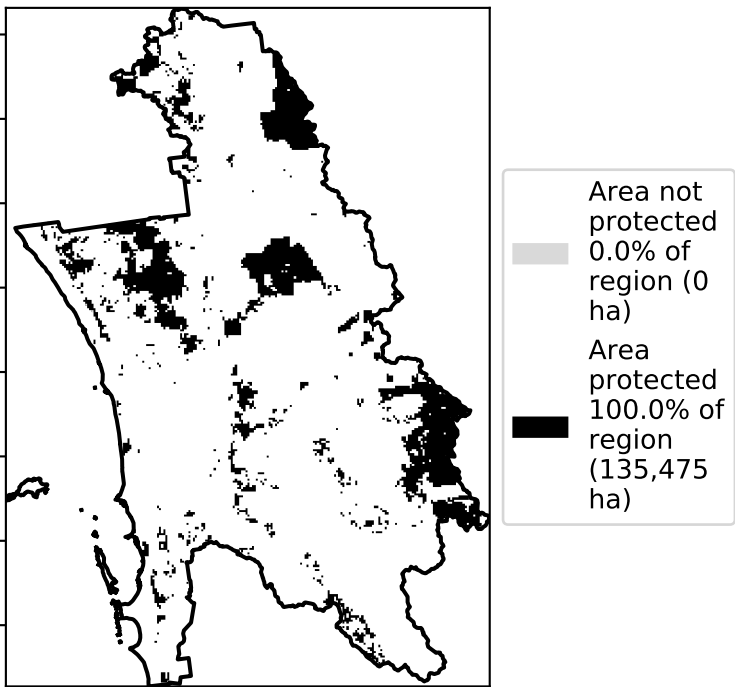 Area not
protected
0.0% of
region (0
ha)
Area
protected
100.0% of
region
(135,475
ha)